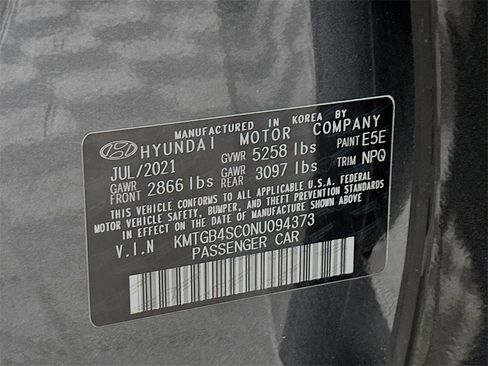 MANUFACTURED IN KOREA BY
HYUNDAI MOTOR COMPANY
JUL/2021 GVWR 5258 lbs PAINT E5E
GAWR FRONT 2866 lbs GAWR REAR 3097 lbs TRIM NPQ
THIS VEHICLE CONFORMS TO ALL APPLICABLE U.S.A. FEDERAL
MOTOR VEHICLE SAFETY, BUMPER, AND THEFT PREVENTION
STANDARDS IN EFFECT ON THE DATE OF MANUFACTURE SHOWN ABOVE.
V.I.N KMTGB4SC0NU094373
PASSENGER CAR